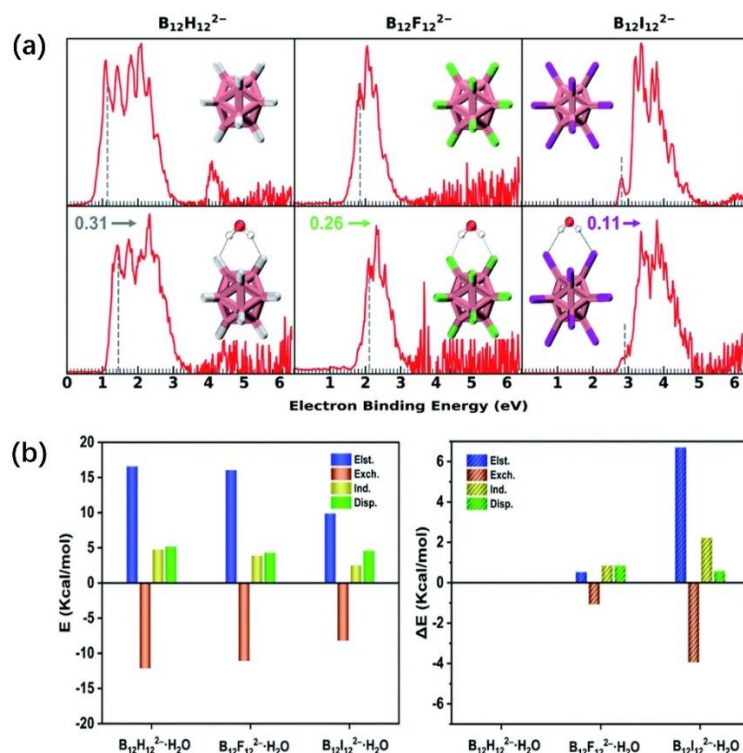 B₁₂H₁₂²⁻ B₁₂F₁₂²⁻ B₁₂I₁₂²⁻
(a)
0.31 0.26 0.11
0 1 2 3 4 5 6 1 2 3 4 5 6 1 2 3 4 5 6
Electron Binding Energy (eV)
(b)
E (Kcal/mol)
20
15
10
5
0
-5
-10
-15
-20
Elst.
Exch.
Ind.
Disp.
B₁₂H₁₂²⁻·H₂O B₁₂F₁₂²⁻·H₂O B₁₂I₁₂²⁻·H₂O
ΔE (Kcal/mol)
6
4
2
0
-2
-4
-6
Elst.
Exch.
Ind.
Disp.
B₁₂H₁₂²⁻·H₂O B₁₂F₁₂²⁻·H₂O B₁₂I₁₂²⁻·H₂O